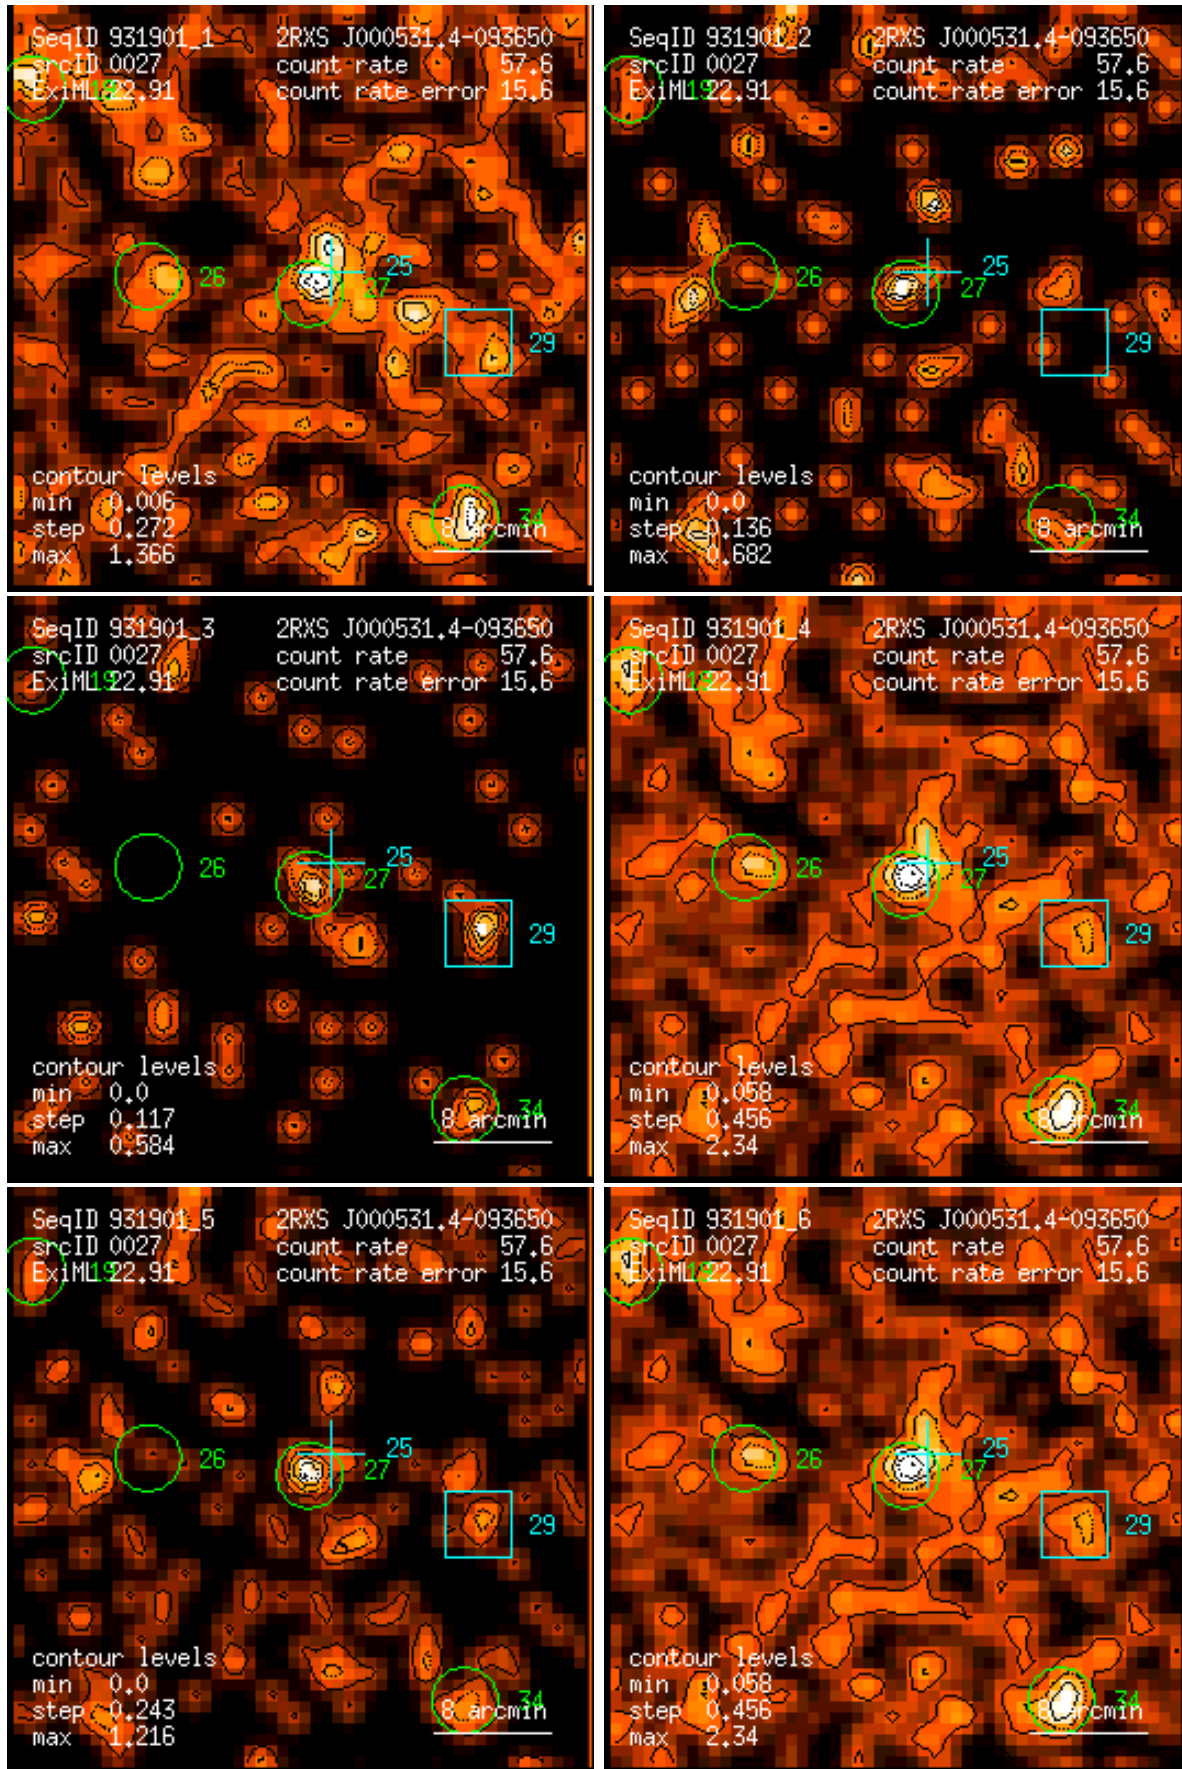 SeqID 931901_1 2RXS J000531.4-093650
srcID 0027 count rate 57.6
ExiML 22.91 19 count rate error 15.6
26
25
27
29
contour levels
min 0.006
step 0.272
max 1.366
34
8 arcmin
SeqID 931901_2 2RXS J000531.4-093650
srcID 0027 count rate 57.6
ExiML 22.91 19 count rate error 15.6
26
25
27
29
contour levels
min 0.0
step 0.136
max 0.682
34
8 arcmin
SeqID 931901_3 2RXS J000531.4-093650
srcID 0027 count rate 57.6
ExiML 22.91 19 count rate error 15.6
26
25
27
29
contour levels
min 0.0
step 0.117
max 0.584
34
8 arcmin
SeqID 931901_4 2RXS J000531.4-093650
srcID 0027 count rate 57.6
ExiML 22.91 19 count rate error 15.6
26
25
27
29
contour levels
min 0.058
step 0.456
max 2.34
34
8 arcmin
SeqID 931901_5 2RXS J000531.4-093650
srcID 0027 count rate 57.6
ExiML 22.91 19 count rate error 15.6
26
25
27
29
contour levels
min 0.0
step 0.243
max 1.216
34
8 arcmin
SeqID 931901_6 2RXS J000531.4-093650
srcID 0027 count rate 57.6
ExiML 22.91 19 count rate error 15.6
26
25
27
29
contour levels
min 0.058
step 0.456
max 2.34
34
8 arcmin